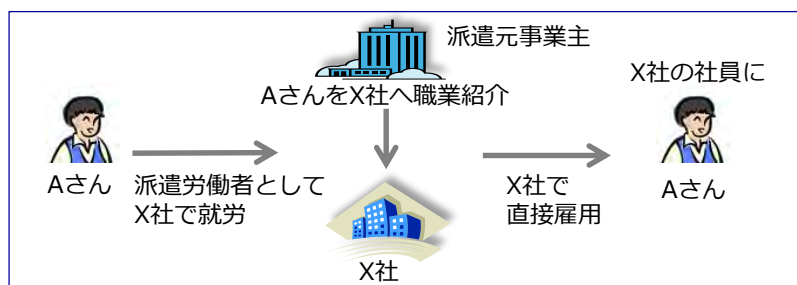 派遣元事業主
AさんをX社へ職業紹介
X社の社員に
Aさん
派遣労働者として
X社で就労
X社
X社で
直接雇用
Aさん